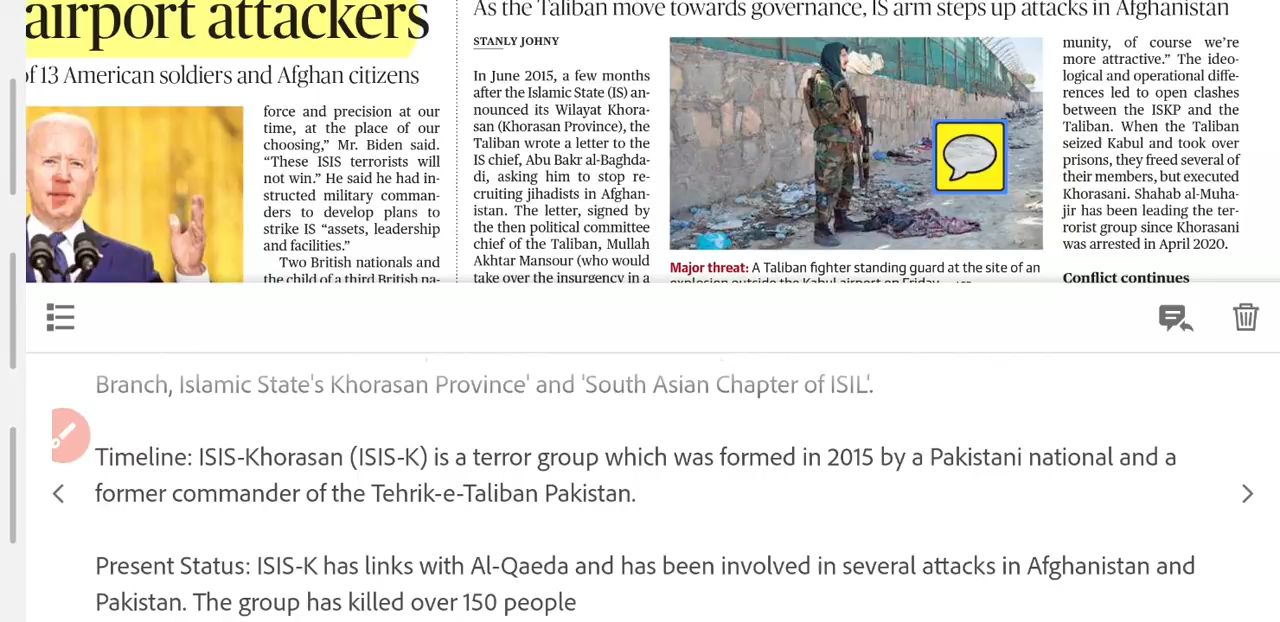 airport attackers
of 13 American soldiers and Afghan citizens
force and precision at our
time, at the place of our
choosing,” Mr. Biden said.
“These ISIS terrorists will
not win.” He said he had in-
structed military comman-
ders to develop plans to
strike IS “assets, leadership
and facilities.”
Two British nationals and
the child of a third British na-
As the Taliban move towards governance, IS arm steps up attacks in Afghanistan
STANLY JOHNY
In June 2015, a few months
after the Islamic State (IS) an-
nounced its Wilayat Khora-
san (Khorasan Province), the
Taliban wrote a letter to the
IS chief, Abu Bakr al-Baghda-
di, asking him to stop re-
cruiting jihadists in Afghan-
istan. The letter, signed by
the then political committee
chief of the Taliban, Mullah
Akhtar Mansour (who would
take over the insurgency in a
Major threat: A Taliban fighter standing guard at the site of an
explosion outside the Kabul airport on Friday.
munity, of course we’re
more attractive.” The ideo-
logical and operational diffe-
rences led to open clashes
between the ISKP and the
Taliban. When the Taliban
seized Kabul and took over
prisons, they freed several of
their members, but executed
Khorasani. Shahab al-Muha-
jir has been leading the ter-
rorist group since Khorasani
was arrested in April 2020.
Conflict continues
Branch, Islamic State's Khorasan Province' and 'South Asian Chapter of ISIL'.
Timeline: ISIS-Khorasan (ISIS-K) is a terror group which was formed in 2015 by a Pakistani national and a
former commander of the Tehrik-e-Taliban Pakistan.
Present Status: ISIS-K has links with Al-Qaeda and has been involved in several attacks in Afghanistan and
Pakistan. The group has killed over 150 people